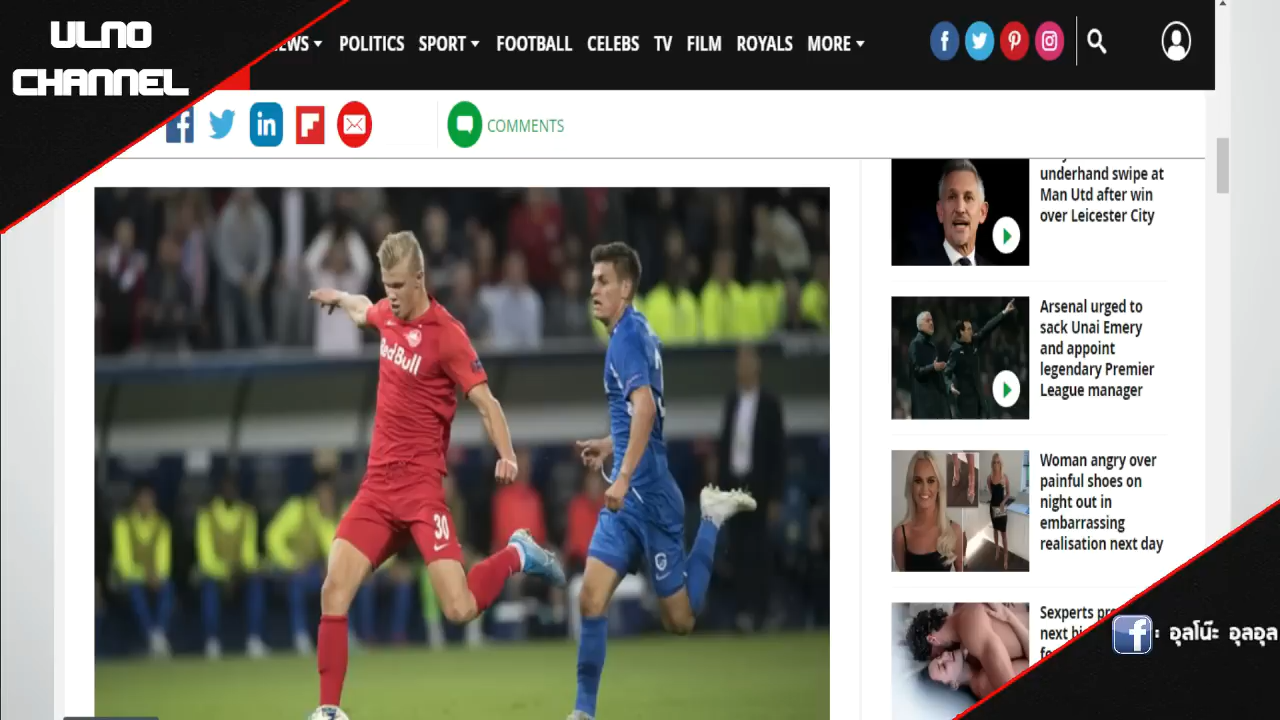 ULNO
CHANNEL
EWS POLITICS SPORT FOOTBALL CELEBS TV FILM ROYALS MORE
COMMENTS
underhand swipe at
Man Utd after win
over Leicester City
Arsenal urged to
sack Unai Emery
and appoint
legendary Premier
League manager
Woman angry over
painful shoes on
night out in
embarrassing
realisation next day
Sexperts
next
RedBull
30
: อุลโน๊ะ อุลอุล